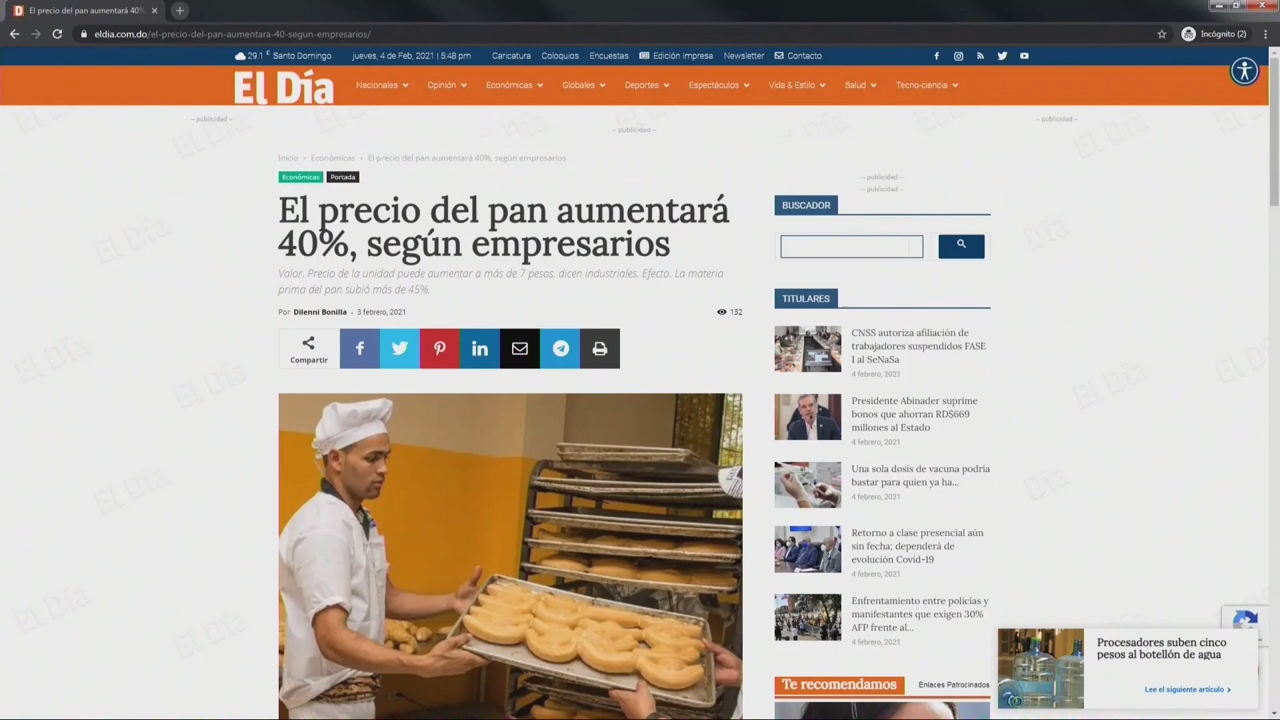 El precio del pan aumentará 40%
eldia.com.do/el-precio-del-pan-aumentara-40-segun-empresarios/
Incógnito (2)
29.1 C Santo Domingo
jueves, 4 de Feb, 2021 | 5:48 pm
Caricatura
Coloquios
Encuestas
Edición Impresa
Newsletter
Contacto
El Día
Nacionales
Opinión
Económicas
Globales
Deportes
Espectáculos
Vida & Estilo
Salud
Tecno-ciencia
-- publicidad --
-- publicidad --
-- publicidad --
Inicio › Económicas › El precio del pan aumentará 40%, según empresarios
Económicas
Portada
El precio del pan aumentará
40%, según empresarios
Valor. Precio de la unidad puede aumentar a más de 7 pesos, dicen industriales. Efecto. La materia
prima del pan subió más de 45%.
Por Dilenni Bonilla - 3 febrero, 2021
132
Compartir
-- publicidad --
-- publicidad --
BUSCADOR
TITULARES
CNSS autoriza afiliación de
trabajadores suspendidos FASE
I al SeNaSa
4 febrero, 2021
Presidente Abinader suprime
bonos que ahorran RD$669
millones al Estado
4 febrero, 2021
Una sola dosis de vacuna podría
bastar para quien ya ha...
4 febrero, 2021
Retorno a clase presencial aún
sin fecha; dependerá de
evolución Covid-19
4 febrero, 2021
Enfrentamiento entre policías y
manifestantes que exigen 30%
AFP frente al...
4 febrero, 2021
Te recomendamos
Enlaces Patrocinados
Procesadores suben cinco
pesos al botellón de agua
Lee el siguiente artículo